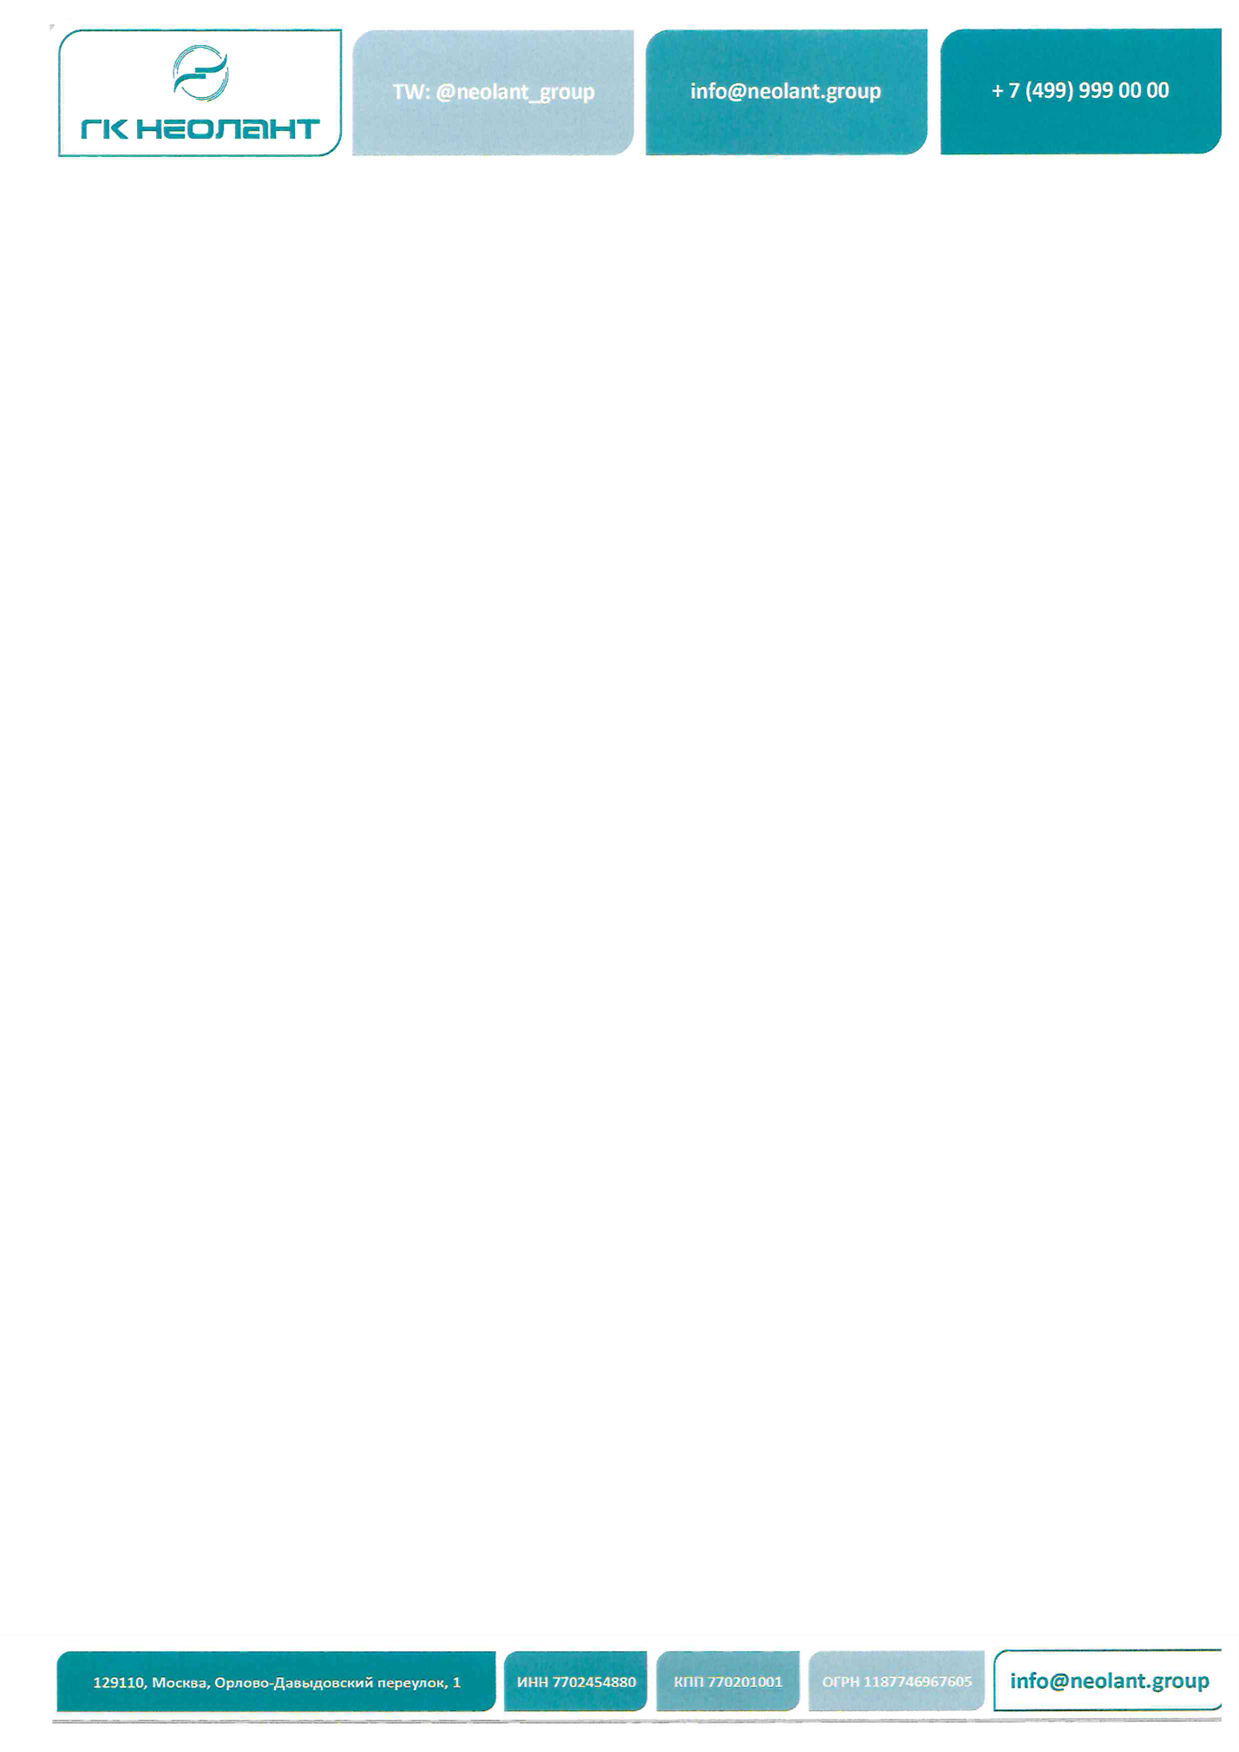 ГК НЕОЛАНТ
TW: @neolant_group
info@neolant.group
+ 7 (499) 999 00 00
129110, Москва, Орлово-Давыдовский переулок, 1
ИНН 7702454880
КПП 770201001
ОГРН 1187746967605
info@neolant.group